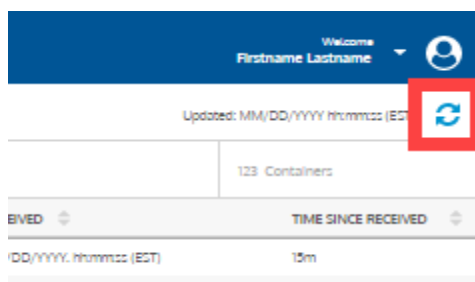 Welcome
Firstname Lastname
Updated: MM/DD/YYYY hh:mm:ss (EST
123 Containers
EIVED
TIME SINCE RECEIVED
/DD/YYYY, hh:mm:ss (EST)
15m